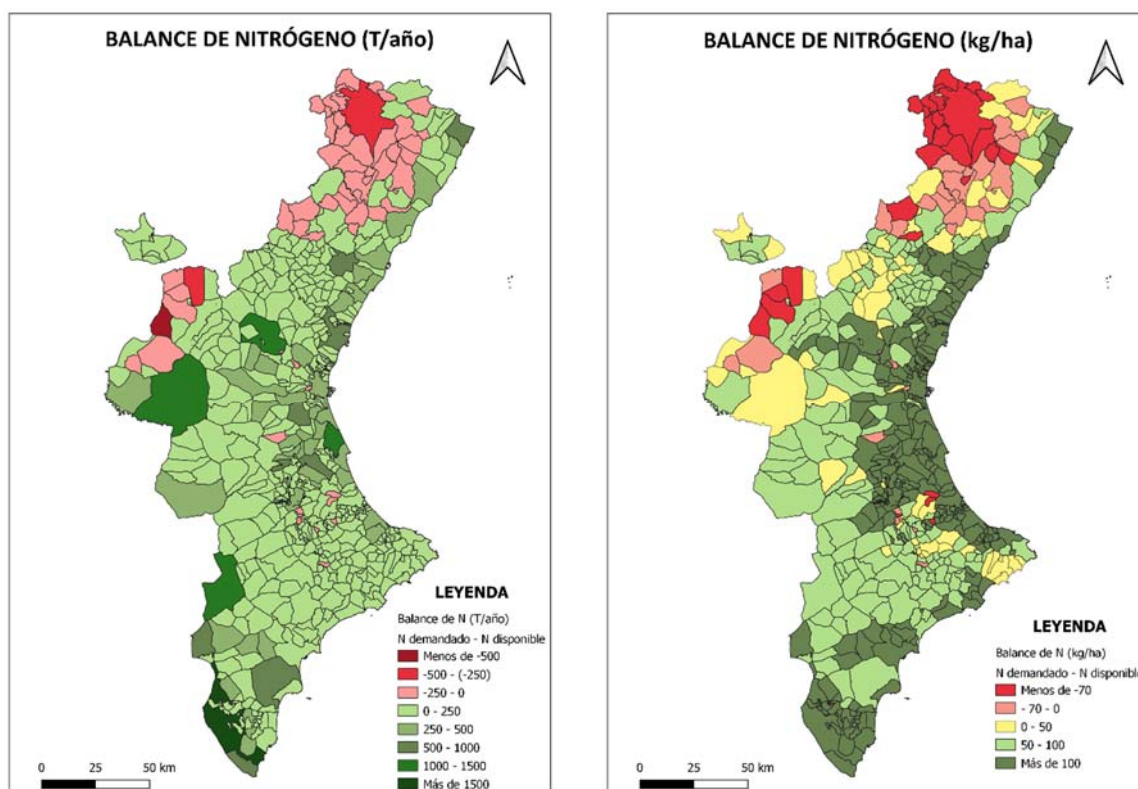 BALANCE DE NITRÓGENO (T/año)
LEYENDA
Balance de N (T/año)
N demandado - N disponible
Menos de -500
-500 - (-250)
-250 - 0
0 - 250
250 - 500
500 - 1000
1000 - 1500
Más de 1500
0 25 50 km
BALANCE DE NITRÓGENO (kg/ha)
LEYENDA
Balance de N (kg/ha)
N demandado - N disponible
Menos de -70
-70 - 0
0 - 50
50 - 100
Más de 100
0 25 50 km